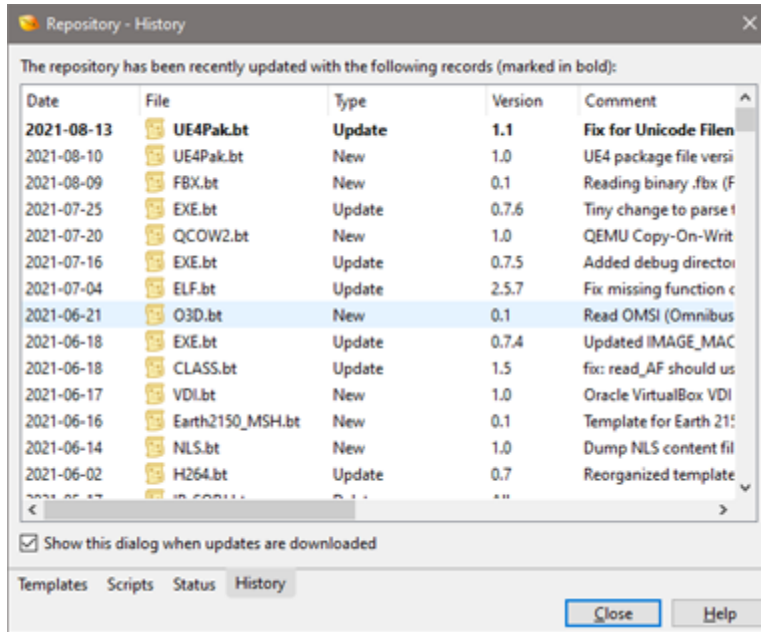 Repository - History
The repository has been recently updated with the following records (marked in bold):
Date File Type Version Comment
2021-08-13 UE4Pak.bt Update 1.1 Fix for Unicode Filen
2021-08-10 UE4Pak.bt New 1.0 UE4 package file versi
2021-08-09 FBX.bt New 0.1 Reading binary .fbx (F
2021-07-25 EXE.bt Update 0.7.6 Tiny change to parse
2021-07-20 QCOW2.bt New 1.0 QEMU Copy-On-Writ
2021-07-16 EXE.bt Update 0.7.5 Added debug director
2021-07-04 ELF.bt Update 2.5.7 Fix missing function
2021-06-21 O3D.bt New 0.1 Read OMSI (Omnibus
2021-06-18 EXE.bt Update 0.7.4 Updated IMAGE_MAC
2021-06-18 CLASS.bt Update 1.5 fix: read_AF should us
2021-06-17 VDI.bt New 1.0 Oracle VirtualBox VDI
2021-06-16 Earth2150_MSH.bt New 0.1 Template for Earth 215
2021-06-14 NLS.bt New 1.0 Dump NLS content fil
2021-06-02 H264.bt Update 0.7 Reorganized template
Show this dialog when updates are downloaded
Templates Scripts Status History
Close Help